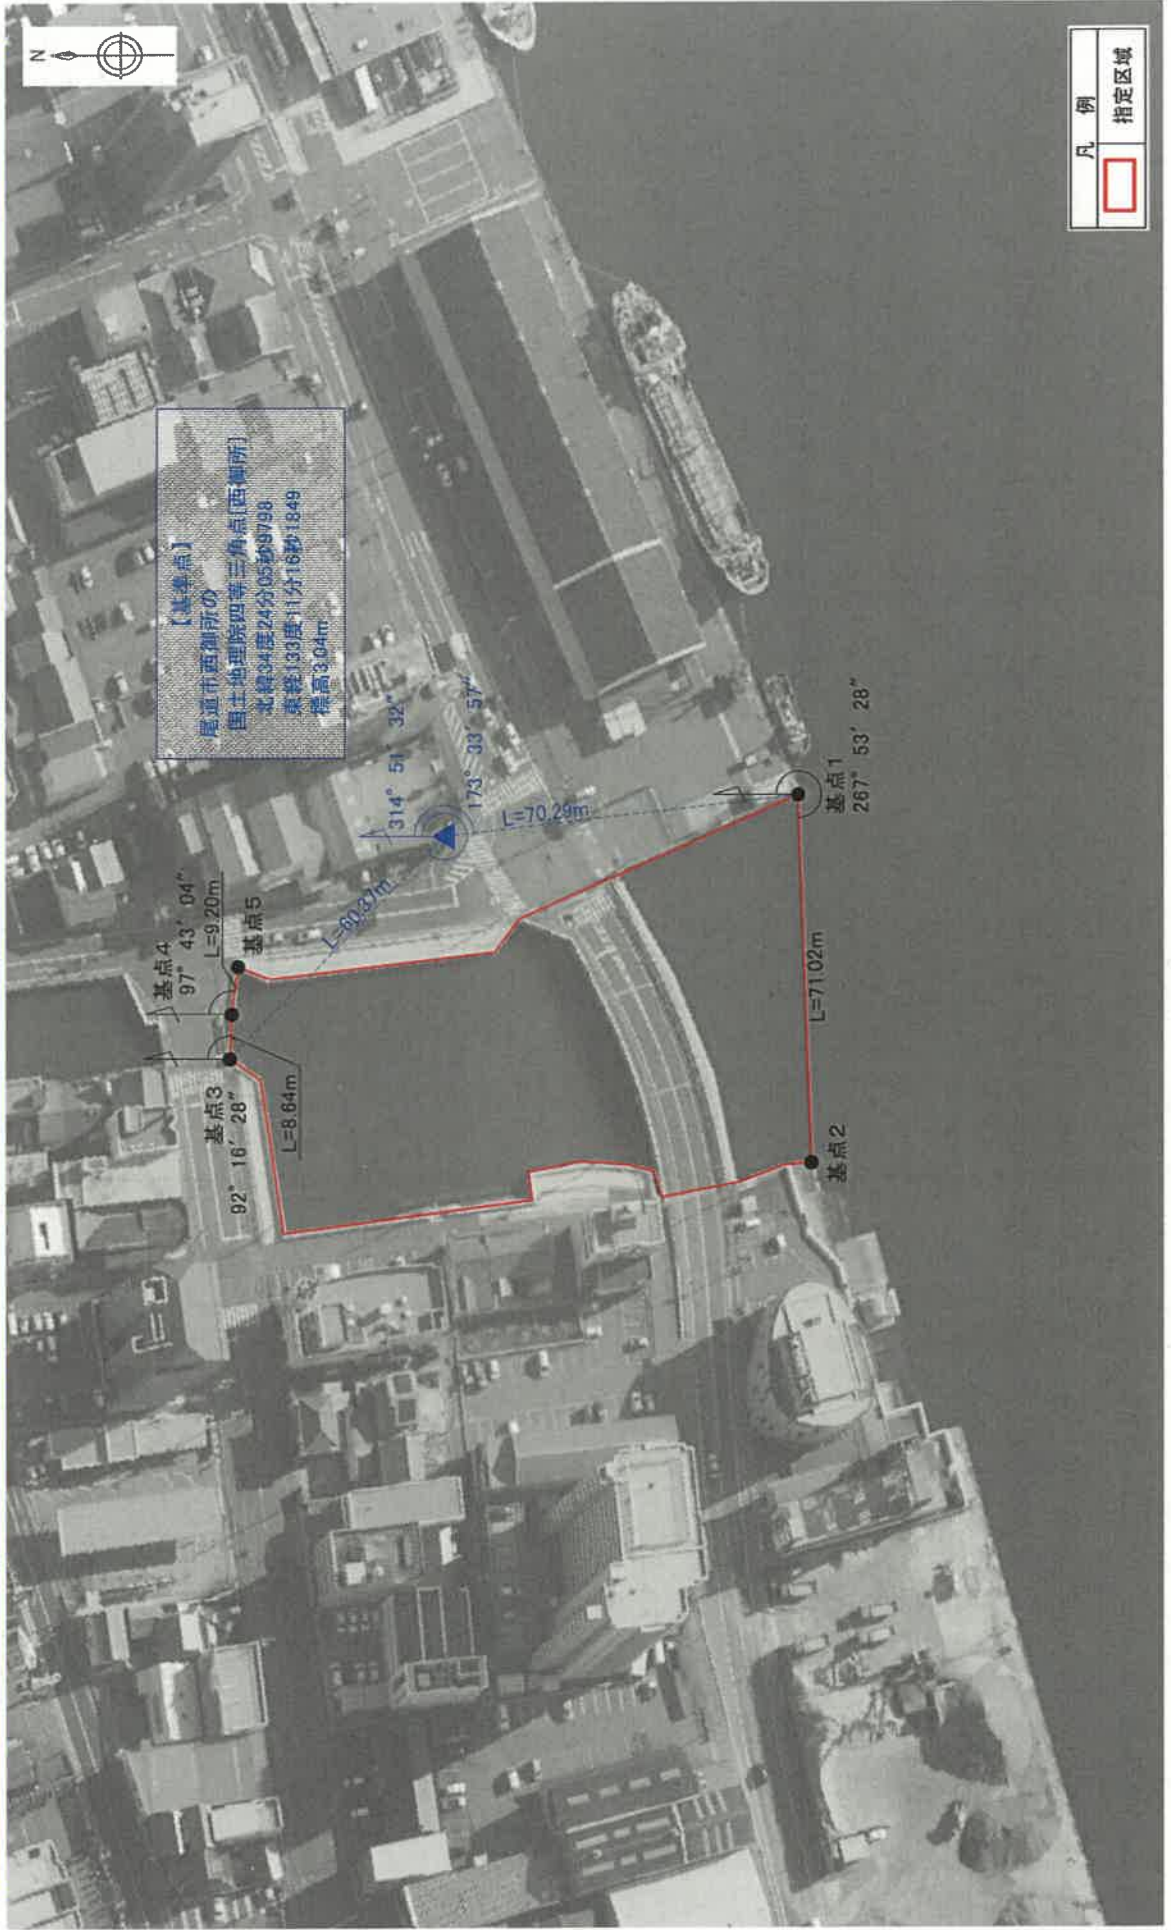 N
【基準点】
尾道市西御所の
国土地理院四等三角点[西御所]
北緯34度24分05秒9798
東経133度11分16秒1849
標高3.04m
314° 51′ 32″
173° 33′ 57″
L=60.37m
L=70.29m
基点4
97° 43′ 04″
L=9.20m
基点5
基点3
92° 16′ 28″
L=8.64m
基点1
267° 53′ 28″
L=71.02m
基点2
凡 例
指定区域